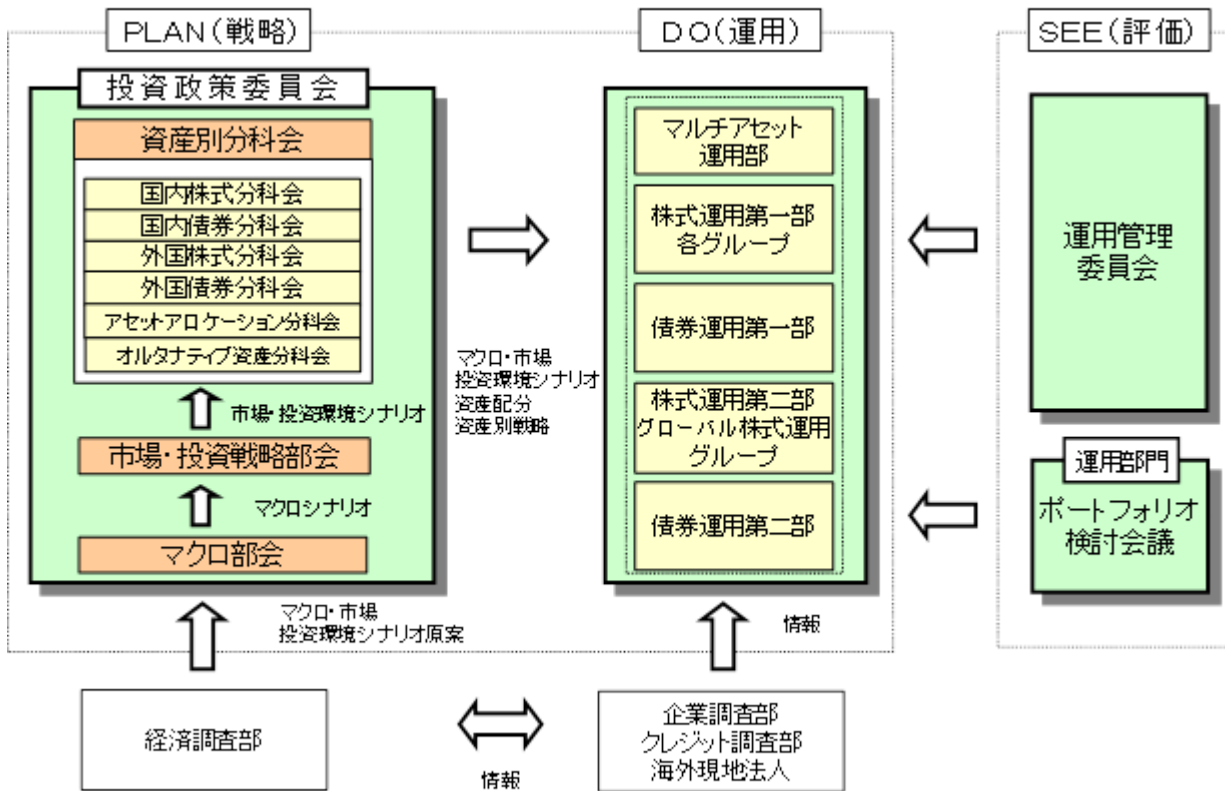 PLAN(戦略)
投資政策委員会
資産別分科会
国内株式分科会
国内債券分科会
外国株式分科会
外国債券分科会
アセットアロケーション分科会
オルタナティブ資産分科会
市場・投資環境シナリオ
市場・投資戦略部会
マクロシナリオ
マクロ部会
マクロ・市場
投資環境シナリオ原案
経済調査部
マクロ・市場
投資環境シナリオ
資産配分
資産別戦略
情報
DO(運用)
マルチアセット
運用部
株式運用第一部
各グループ
債券運用第一部
株式運用第二部
グローバル株式運用
グループ
債券運用第二部
情報
企業調査部
クレジット調査部
海外現地法人
SEE(評価)
運用管理
委員会
運用部門
ポートフォリオ
検討会議